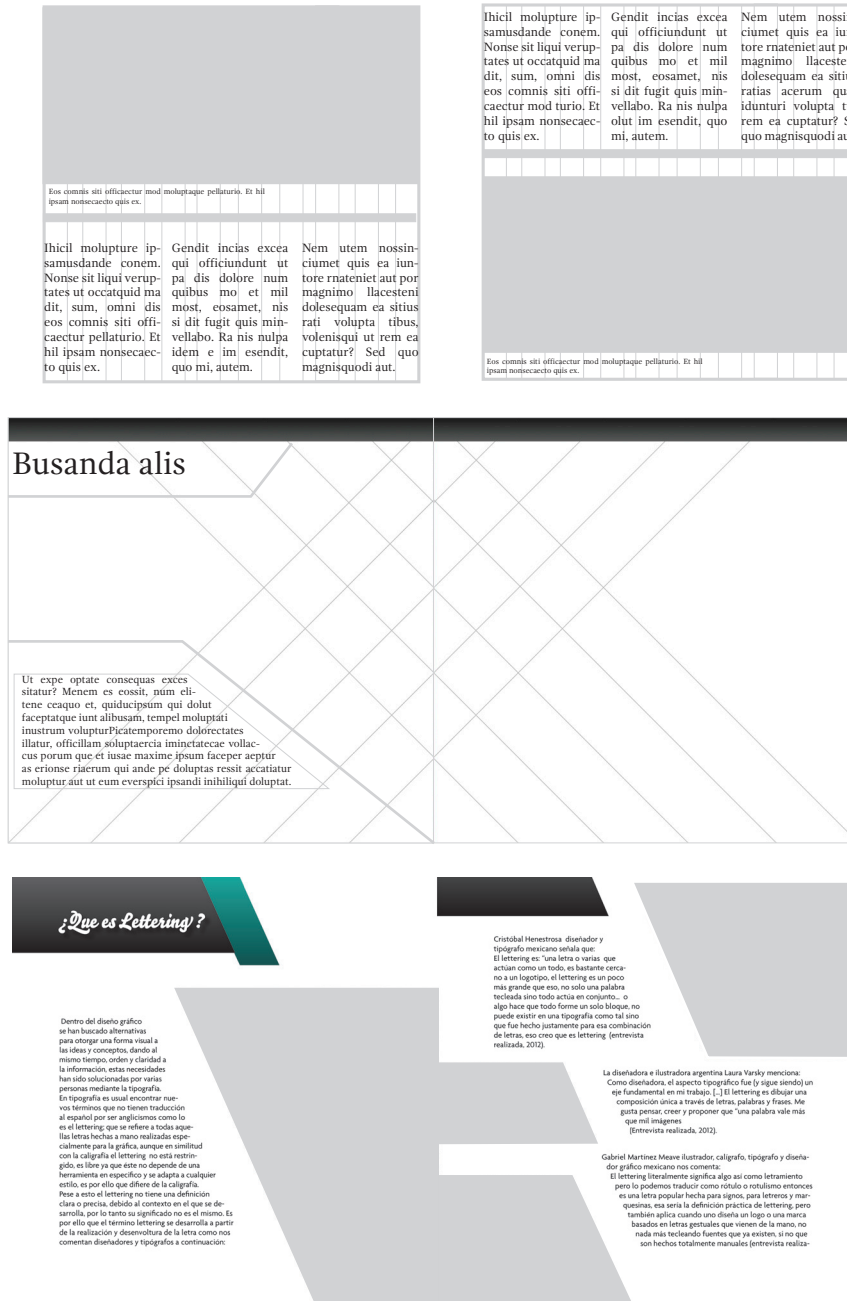 Eos comnis siti officaectur mod moluptaque pellaturio. Et hil
ipsam nonsecaecto quis ex.
Ihicil molupture ip-
samusdande conem.
Nonse sit liqui verup-
tates ut occatquid ma
dit, sum, omni dis
eos comnis siti offi-
caectur pellaturio. Et
hil ipsam nonsecaec-
to quis ex.
Gendit incias excea
qui officiundunt ut
pa dis dolore num
quibus mo et mil
most, eosamet, nis
si dit fugit quis min-
vellabo. Ra nis nulpa
idem e im esendit,
quo mi, autem.
Nem utem nossin-
ciumet quis ea iun-
tore rnateniet aut por
magnimo llacesteni
dolesequam ea sitius
rati volupta tibus,
volenisqui ut rem ea
cuptatur? Sed quo
magnisquodi aut.
Ihicil molupture ip-
samusdande conem.
Nonse sit liqui verup-
tates ut occatquid ma
dit, sum, omni dis
eos comnis siti offi-
caectur mod turio. Et
hil ipsam nonsecaec-
to quis ex.
Gendit incias excea
qui officiundunt ut
pa dis dolore num
quibus mo et mil
most, eosamet, nis
si dit fugit quis min-
vellabo. Ra nis nulpa
olut im esendit, quo
mi, autem.
Nem utem
ciumet quis ea
tore rnateniet aut
magnimo
dolesequam ea
ratias acerum
idunturi volupta
rem ea cuptatur?
quo magnisquodi
Eos comnis siti officaectur mod moluptaque pellaturio. Et hil
ipsam nonsecaecto quis ex.
Busanda alis
Ut expe optate consequas exces
sitatur? Menem es eossit, num eli-
tene ceaquo et, quiducipsum qui dolut
faceptatque iunt alibusam, tempel moluptati
inustrum volupturPicatemporemo dolorectates
illatur, officillam soluptaercia iminctatecae vollac-
cus porum que et iusae maxime ipsum faceper aeptur
as erionse riaerum qui ande pe doluptas ressit accatiatur
moluptur aut ut eum everspici ipsandi inihiliqui doluptat.
¿Que es Lettering?
Dentro del diseño gráfico
se han buscado alternativas
para otorgar una forma visual a
las ideas y conceptos, dando al
mismo tiempo, orden y claridad a
la información, estas necesidades
han sido solucionadas por varias
personas mediante la tipografía.
En tipografía es usual encontrar nue-
vos términos que no tienen traducción
al español por ser anglicismos como lo
es el lettering; que se refiere a todas aque-
llas letras hechas a mano realizadas espe-
cialmente para la gráfica, aunque en similitud
con la caligrafía el lettering no está restrin-
gido, es libre ya que éste no depende de una
herramienta en específico y se adapta a cualquier
estilo, es por ello que difiere de la caligrafía.
Pese a esto el lettering no tiene una definición
clara o precisa, debido al contexto en el que se de-
sarrolla, por lo tanto su significado no es el mismo. Es
por ello que el término lettering se desarrolla a partir
de la realización y desenvoltura de la letra como nos
comentan diseñadores y tipógrafos a continuación:
Cristóbal Henestrosa diseñador y
tipógrafo mexicano señala que:
El lettering es: "una letra o varias que
actúan como un todo, es bastante cerca-
no a un logotipo, el lettering es un poco
más grande que eso, no solo una palabra
tecleada sino todo actúa en conjunto... o
algo hace que todo forme un solo bloque, no
puede existir en una tipografía como tal sino
que fue hecho justamente para esa combinación
de letras, eso creo que es lettering (entrevista
realizada, 2012).
La diseñadora e ilustradora argentina Laura Varsky menciona:
Como diseñadora, el aspecto tipográfico fue (y sigue siendo) un
eje fundamental en mi trabajo. [...] El lettering es dibujar una
composición única a través de letras, palabras y frases. Me
gusta pensar, creer y proponer que "una palabra vale más
que mil imágenes
(Entrevista realizada, 2012).
Gabriel Martínez Meave ilustrador, calígrafo, tipógrafo y diseña-
dor gráfico mexicano nos comenta:
El lettering literalmente significa algo así como letramiento
pero lo podemos traducir como rótulo o rotulismo entonces
es una letra popular hecha para signos, para letreros y mar-
quesinas, esa sería la definición práctica de lettering, pero
también aplica cuando uno diseña un logo o una marca
basados en letras gestuales que vienen de la mano, no
nada más tecleando fuentes que ya existen, si no que
son hechos totalmente manuales (entrevista realiza-